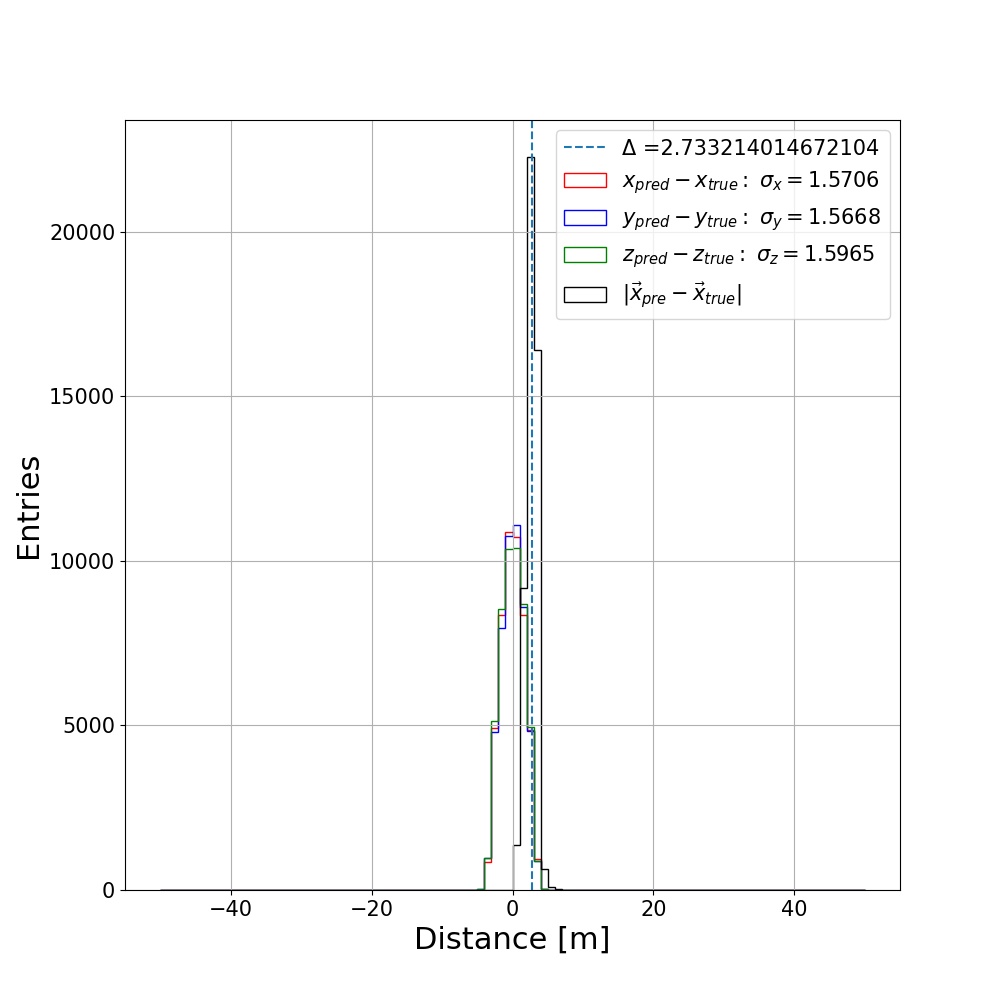 Δ =2.733214014672104
x_pred − x_true : σ_x = 1.5706
y_pred − y_true : σ_y = 1.5668
z_pred − z_true : σ_z = 1.5965
|x⃗_pre − x⃗_true|
20000
15000
10000
5000
0
Entries
−40 −20 0 20 40
Distance [m]